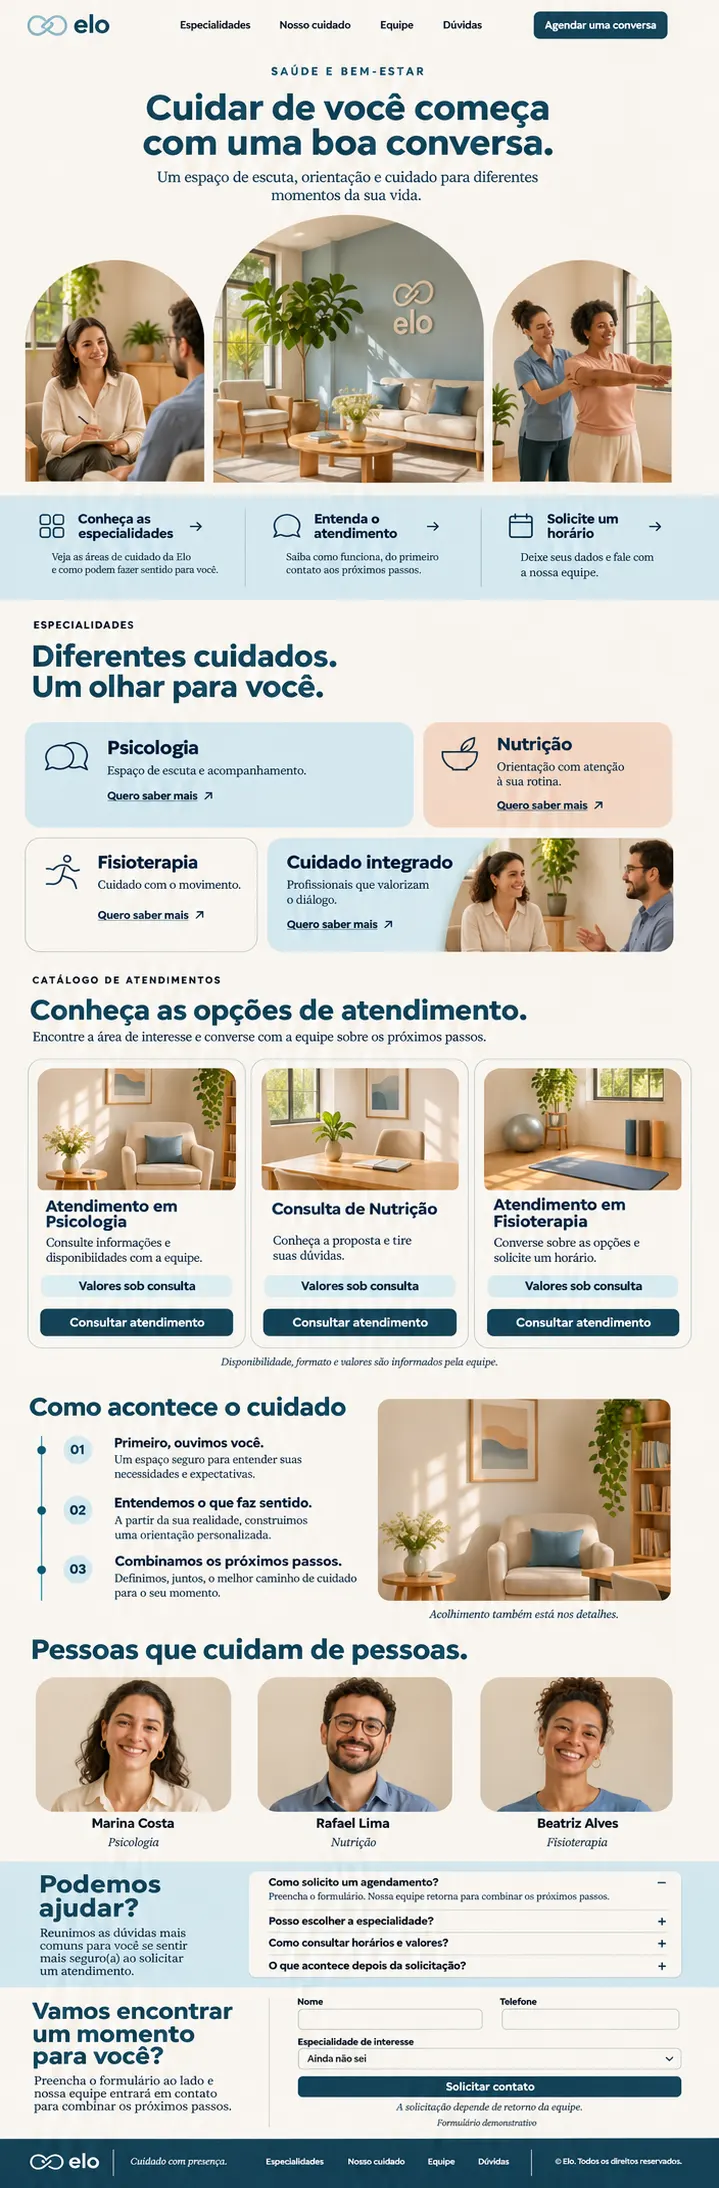 elo
Especialidades
Nosso cuidado
Equipe
Dúvidas
Agendar uma conversa
SAÚDE E BEM-ESTAR
Cuidar de você começa
com uma boa conversa.
Um espaço de escuta, orientação e cuidado para diferentes
momentos da sua vida.
elo
Conheça as
especialidades
Veja as áreas de cuidado da Elo
e como podem fazer sentido para você.
Entenda o
atendimento
Saiba como funciona, do primeiro
contato aos próximos passos.
Solicite um
horário
Deixe seus dados e fale com
a nossa equipe.
ESPECIALIDADES
Diferentes cuidados.
Um olhar para você.
Psicologia
Espaço de escuta e acompanhamento.
Quero saber mais
Nutrição
Orientação com atenção
à sua rotina.
Quero saber mais
Fisioterapia
Cuidado com o movimento.
Quero saber mais
Cuidado integrado
Profissionais que valorizam
o diálogo.
Quero saber mais
CATÁLOGO DE ATENDIMENTOS
Conheça as opções de atendimento.
Encontre a área de interesse e converse com a equipe sobre os próximos passos.
Atendimento em
Psicologia
Consulte informações e
disponibilidades com a equipe.
Valores sob consulta
Consultar atendimento
Consulta de Nutrição
Conheça a proposta e tire
suas dúvidas.
Valores sob consulta
Consultar atendimento
Atendimento em
Fisioterapia
Converse sobre as opções e
solicite um horário.
Valores sob consulta
Consultar atendimento
Disponibilidade, formato e valores são informados pela equipe.
Como acontece o cuidado
01
Primeiro, ouvimos você.
Um espaço seguro para entender suas
necessidades e expectativas.
02
Entendemos o que faz sentido.
A partir da sua realidade, construimos
uma orientação personalizada.
03
Combinamos os próximos passos.
Definimos, juntos, o melhor caminho de cuidado
para o seu momento.
Acolhimento também está nos detalhes.
Pessoas que cuidam de pessoas.
Marina Costa
Psicologia
Rafael Lima
Nutrição
Beatriz Alves
Fisioterapia
Podemos
ajudar?
Reunimos as dúvidas mais
comuns para você se sentir
mais seguro(a) ao solicitar
um atendimento.
Como solicito um agendamento?
Preencha o formulário. Nossa equipe retorna para combinar os próximos passos.
Posso escolher a especialidade?
Como consultar horários e valores?
O que acontece depois da solicitação?
Vamos encontrar
um momento
para você?
Preencha o formulário ao lado e
nossa equipe entrará em contato
para combinar os próximos passos.
Nome
Telefone
Especialidade de interesse
Ainda não sei
Solicitar contato
A solicitação depende de retorno da equipe.
Formulário demonstrativo
elo
Cuidado com presença.
Especialidades
Nosso cuidado
Equipe
Dúvidas
© Elo. Todos os direitos reservados.